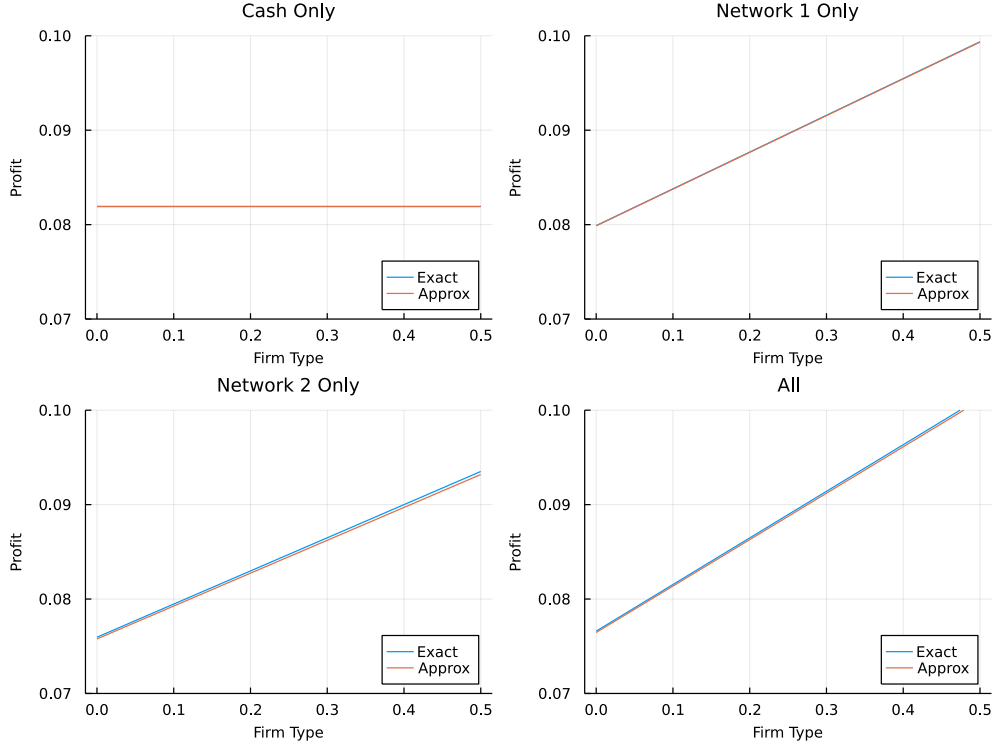 Cash Only
Profit
0.10
0.09
0.08
0.07
0.0 0.1 0.2 0.3 0.4 0.5
Firm Type
Exact
Approx
Network 1 Only
Profit
0.10
0.09
0.08
0.07
0.0 0.1 0.2 0.3 0.4 0.5
Firm Type
Exact
Approx
Network 2 Only
Profit
0.10
0.09
0.08
0.07
0.0 0.1 0.2 0.3 0.4 0.5
Firm Type
Exact
Approx
All
Profit
0.10
0.09
0.08
0.07
0.0 0.1 0.2 0.3 0.4 0.5
Firm Type
Exact
Approx